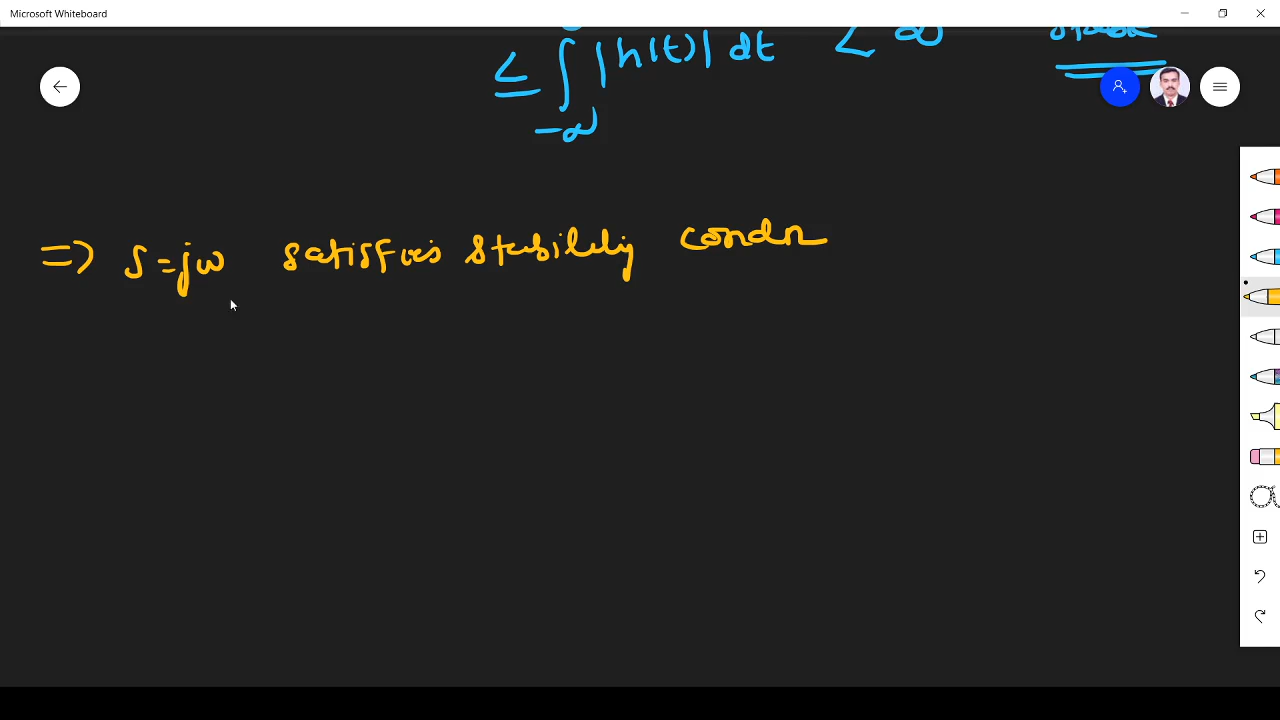 Microsoft Whiteboard
≤ ∫ |h(t)| dt < ∞
-∞
=> s=jω satisfies stability condn